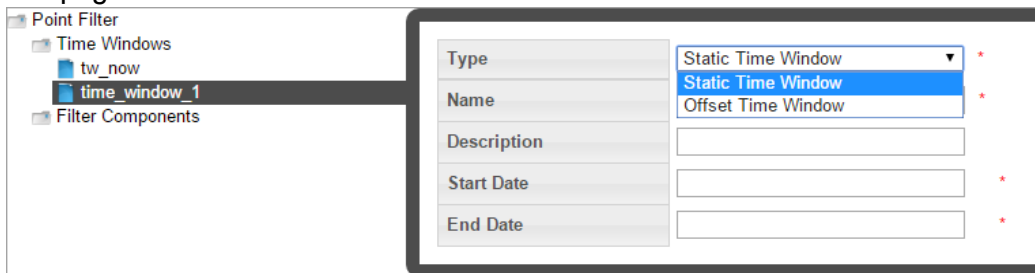 Point Filter
Time Windows
tw_now
time_window_1
Filter Components
Type
Static Time Window
*
Static Time Window
Offset Time Window
Name
*
Description
Start Date
*
End Date
*